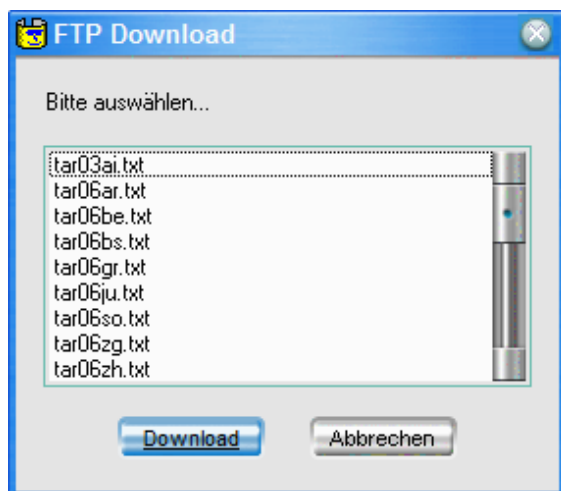 FTP Download
Bitte auswählen...
tar03ai.txt
tar06ar.txt
tar06be.txt
tar06bs.txt
tar06gr.txt
tar06ju.txt
tar06so.txt
tar06zg.txt
tar06zh.txt
Download Abbrechen